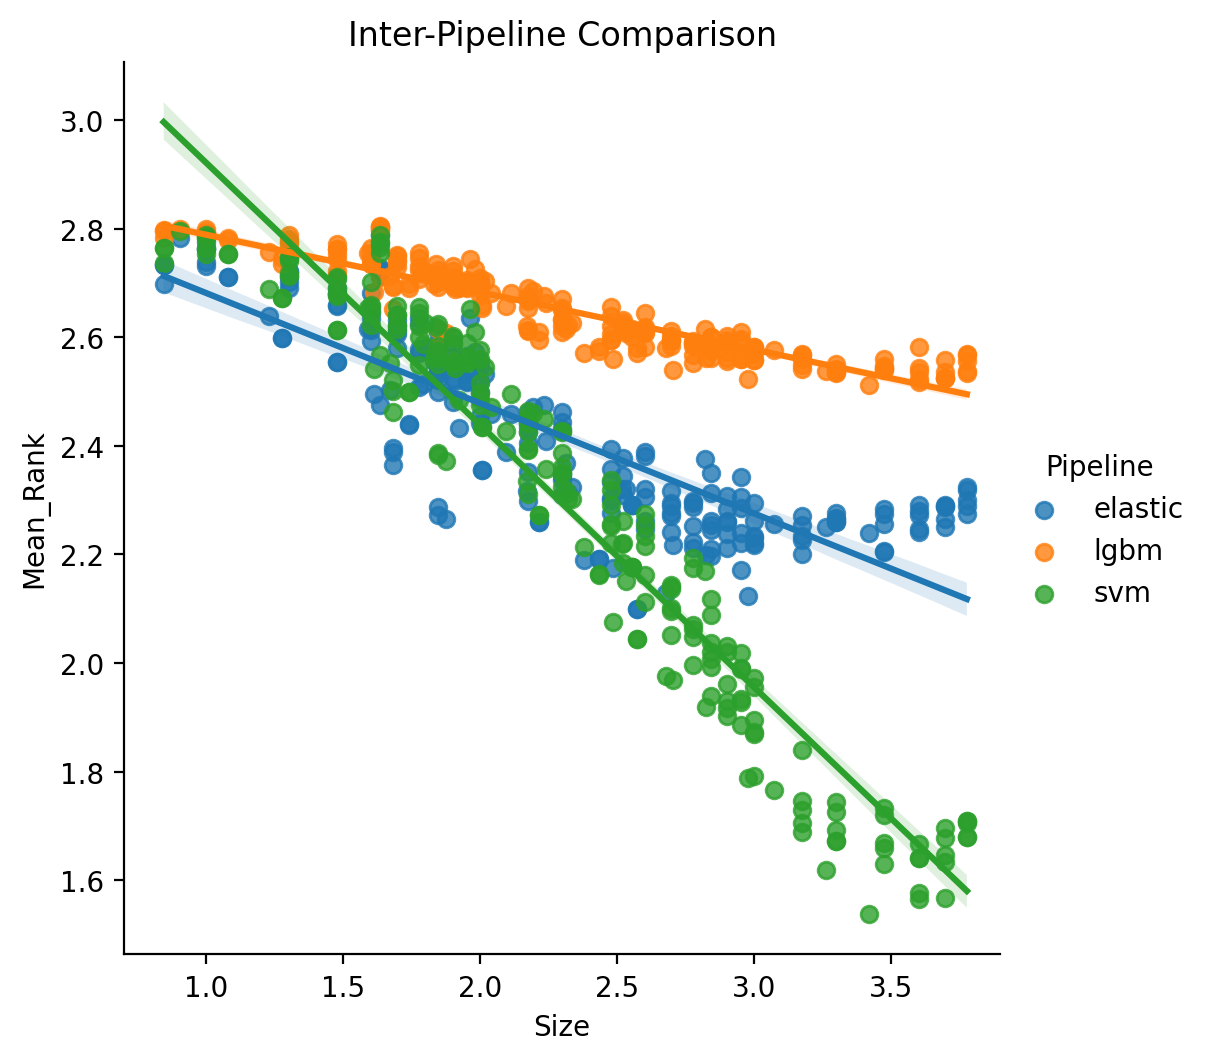 Inter-Pipeline Comparison
3.0
2.8
2.6
2.4
2.2
2.0
1.8
1.6
Mean_Rank
1.0 1.5 2.0 2.5 3.0 3.5
Size
Pipeline
elastic
lgbm
svm